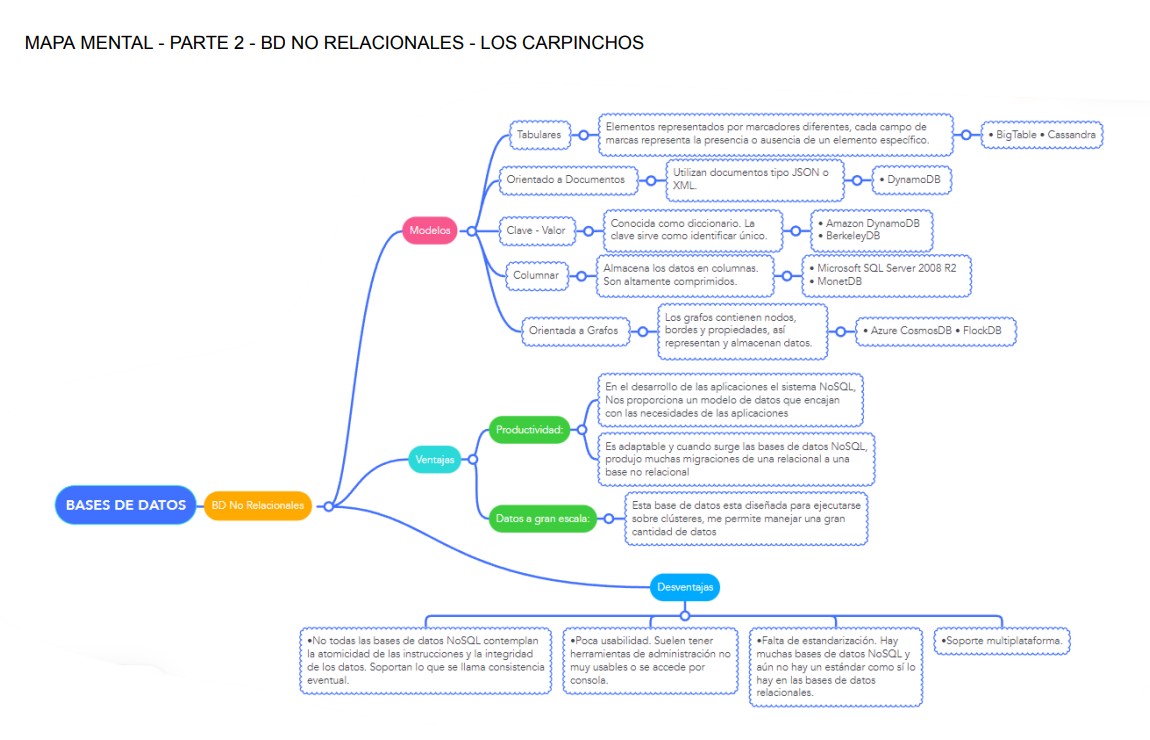 MAPA MENTAL - PARTE 2 - BD NO RELACIONALES - LOS CARPINCHOS
BASES DE DATOS
BD No Relacionales
Modelos
Tabulares
Elementos representados por marcadores diferentes, cada campo de
marcas representa la presencia o ausencia de un elemento específico.
• BigTable • Cassandra
Orientado a Documentos
Utilizan documentos tipo JSON o
XML.
• DynamoDB
Clave - Valor
Conocida como diccionario. La
clave sirve como identificar único.
• Amazon DynamoDB
• BerkeleyDB
Columnar
Almacena los datos en columnas.
Son altamente comprimidos.
• Microsoft SQL Server 2008 R2
• MonetDB
Orientada a Grafos
Los grafos contienen nodos,
bordes y propiedades, así
representan y almacenan datos.
• Azure CosmosDB • FlockDB
Ventajas
Productividad:
En el desarrollo de las aplicaciones el sistema NoSQL,
Nos proporciona un modelo de datos que encajan
con las necesidades de las aplicaciones
Es adaptable y cuando surge las bases de datos NoSQL,
produjo muchas migraciones de una relacional a una
base no relacional
Datos a gran escala:
Esta base de datos esta diseñada para ejecutarse
sobre clústeres, me permite manejar una gran
cantidad de datos
Desventajas
•No todas las bases de datos NoSQL contemplan
la atomicidad de las instrucciones y la integridad
de los datos. Soportan lo que se llama consistencia
eventual.
•Poca usabilidad. Suelen tener
herramientas de administración no
muy usables o se accede por
consola.
•Falta de estandarización. Hay
muchas bases de datos NoSQL y
aún no hay un estándar como sí lo
hay en las bases de datos
relacionales.
•Soporte multiplataforma.